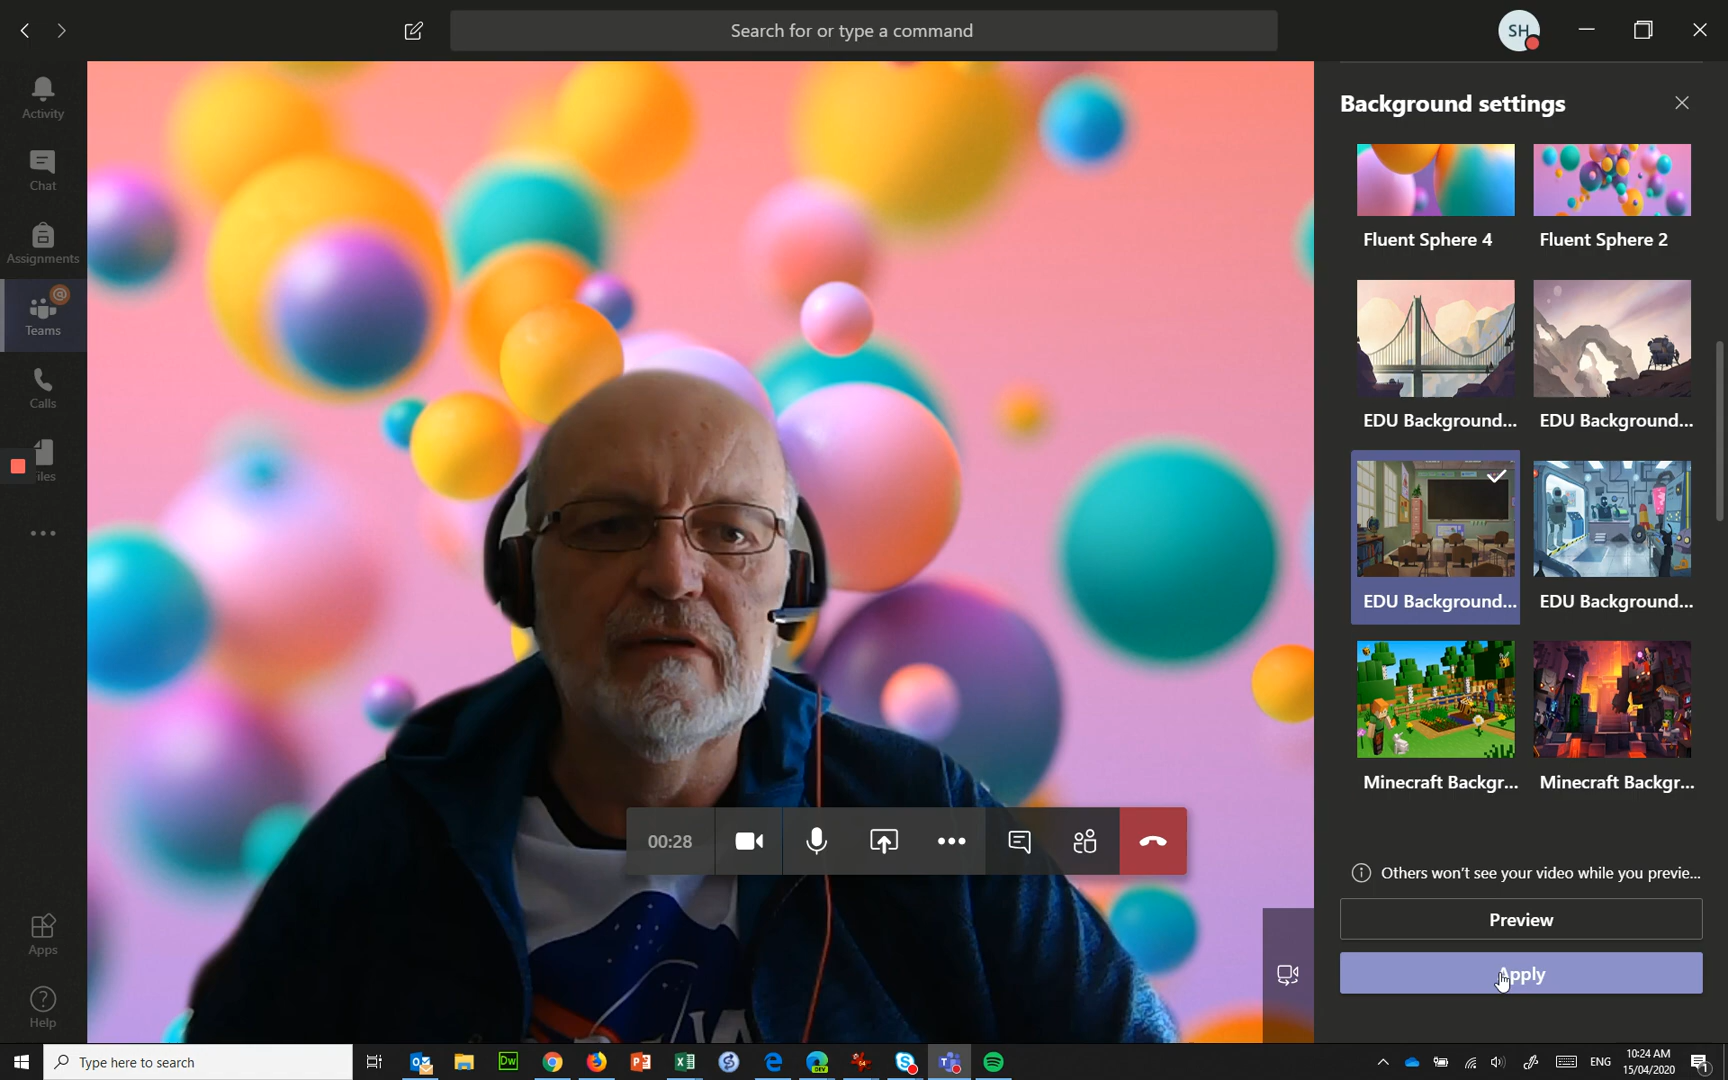 Search for or type a command
SH
Activity
Chat
Assignments
Teams
Calls
iles
Apps
Help
Background settings
Fluent Sphere 4
Fluent Sphere 2
EDU Background...
EDU Background...
EDU Background...
EDU Background...
Minecraft Backgr...
Minecraft Backgr...
Others won't see your video while you previe...
Preview
Apply
00:28
Type here to search
Dw
DEV
ENG
10:24 AM
15/04/2020
1